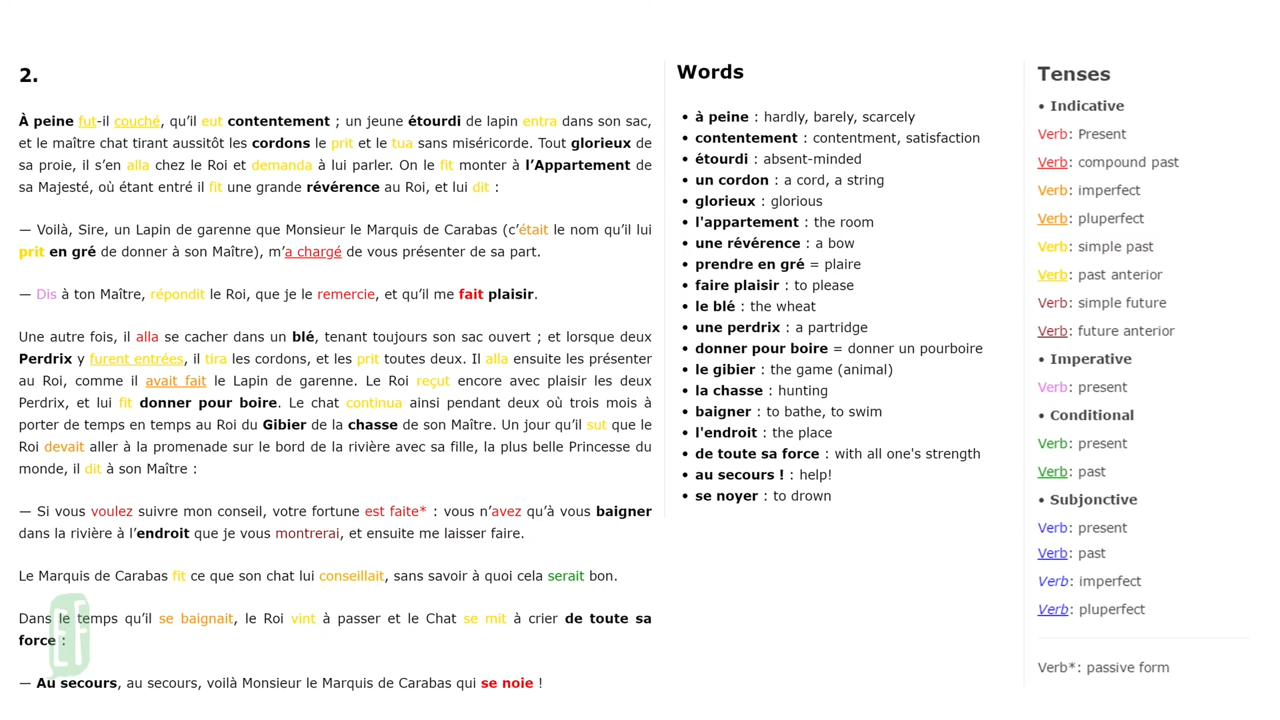 2.
À peine fut-il couché, qu’il eut contentement ; un jeune étourdi de lapin entra dans son sac,
et le maître chat tirant aussitôt les cordons le prit et le tua sans miséricorde. Tout glorieux de
sa proie, il s’en alla chez le Roi et demanda à lui parler. On le fit monter à l’Appartement de
sa Majesté, où étant entré il fit une grande révérence au Roi, et lui dit :
— Voilà, Sire, un Lapin de garenne que Monsieur le Marquis de Carabas (c’était le nom qu’il lui
prit en gré de donner à son Maître), m’a chargé de vous présenter de sa part.
— Dis à ton Maître, répondit le Roi, que je le remercie, et qu’il me fait plaisir.
Une autre fois, il alla se cacher dans un blé, tenant toujours son sac ouvert ; et lorsque deux
Perdrix y furent entrées, il tira les cordons, et les prit toutes deux. Il alla ensuite les présenter
au Roi, comme il avait fait le Lapin de garenne. Le Roi reçut encore avec plaisir les deux
Perdrix, et lui fit donner pour boire. Le chat continua ainsi pendant deux où trois mois à
porter de temps en temps au Roi du Gibier de la chasse de son Maître. Un jour qu’il sut que le
Roi devait aller à la promenade sur le bord de la rivière avec sa fille, la plus belle Princesse du
monde, il dit à son Maître :
— Si vous voulez suivre mon conseil, votre fortune est faite* : vous n’avez qu’à vous baigner
dans la rivière à l’endroit que je vous montrerai, et ensuite me laisser faire.
Le Marquis de Carabas fit ce que son chat lui conseillait, sans savoir à quoi cela serait bon.
Dans le temps qu’il se baignait, le Roi vint à passer et le Chat se mit à crier de toute sa
force :
— Au secours, au secours, voilà Monsieur le Marquis de Carabas qui se noie !
EF
Words
• à peine : hardly, barely, scarcely
• contentement : contentment, satisfaction
• étourdi : absent-minded
• un cordon : a cord, a string
• glorieux : glorious
• l'appartement : the room
• une révérence : a bow
• prendre en gré = plaire
• faire plaisir : to please
• le blé : the wheat
• une perdrix : a partridge
• donner pour boire = donner un pourboire
• le gibier : the game (animal)
• la chasse : hunting
• baigner : to bathe, to swim
• l'endroit : the place
• de toute sa force : with all one's strength
• au secours ! : help!
• se noyer : to drown
Tenses
• Indicative
Verb: Present
Verb: compound past
Verb: imperfect
Verb: pluperfect
Verb: simple past
Verb: past anterior
Verb: simple future
Verb: future anterior
• Imperative
Verb: present
• Conditional
Verb: present
Verb: past
• Subjonctive
Verb: present
Verb: past
Verb: imperfect
Verb: pluperfect
Verb*: passive form